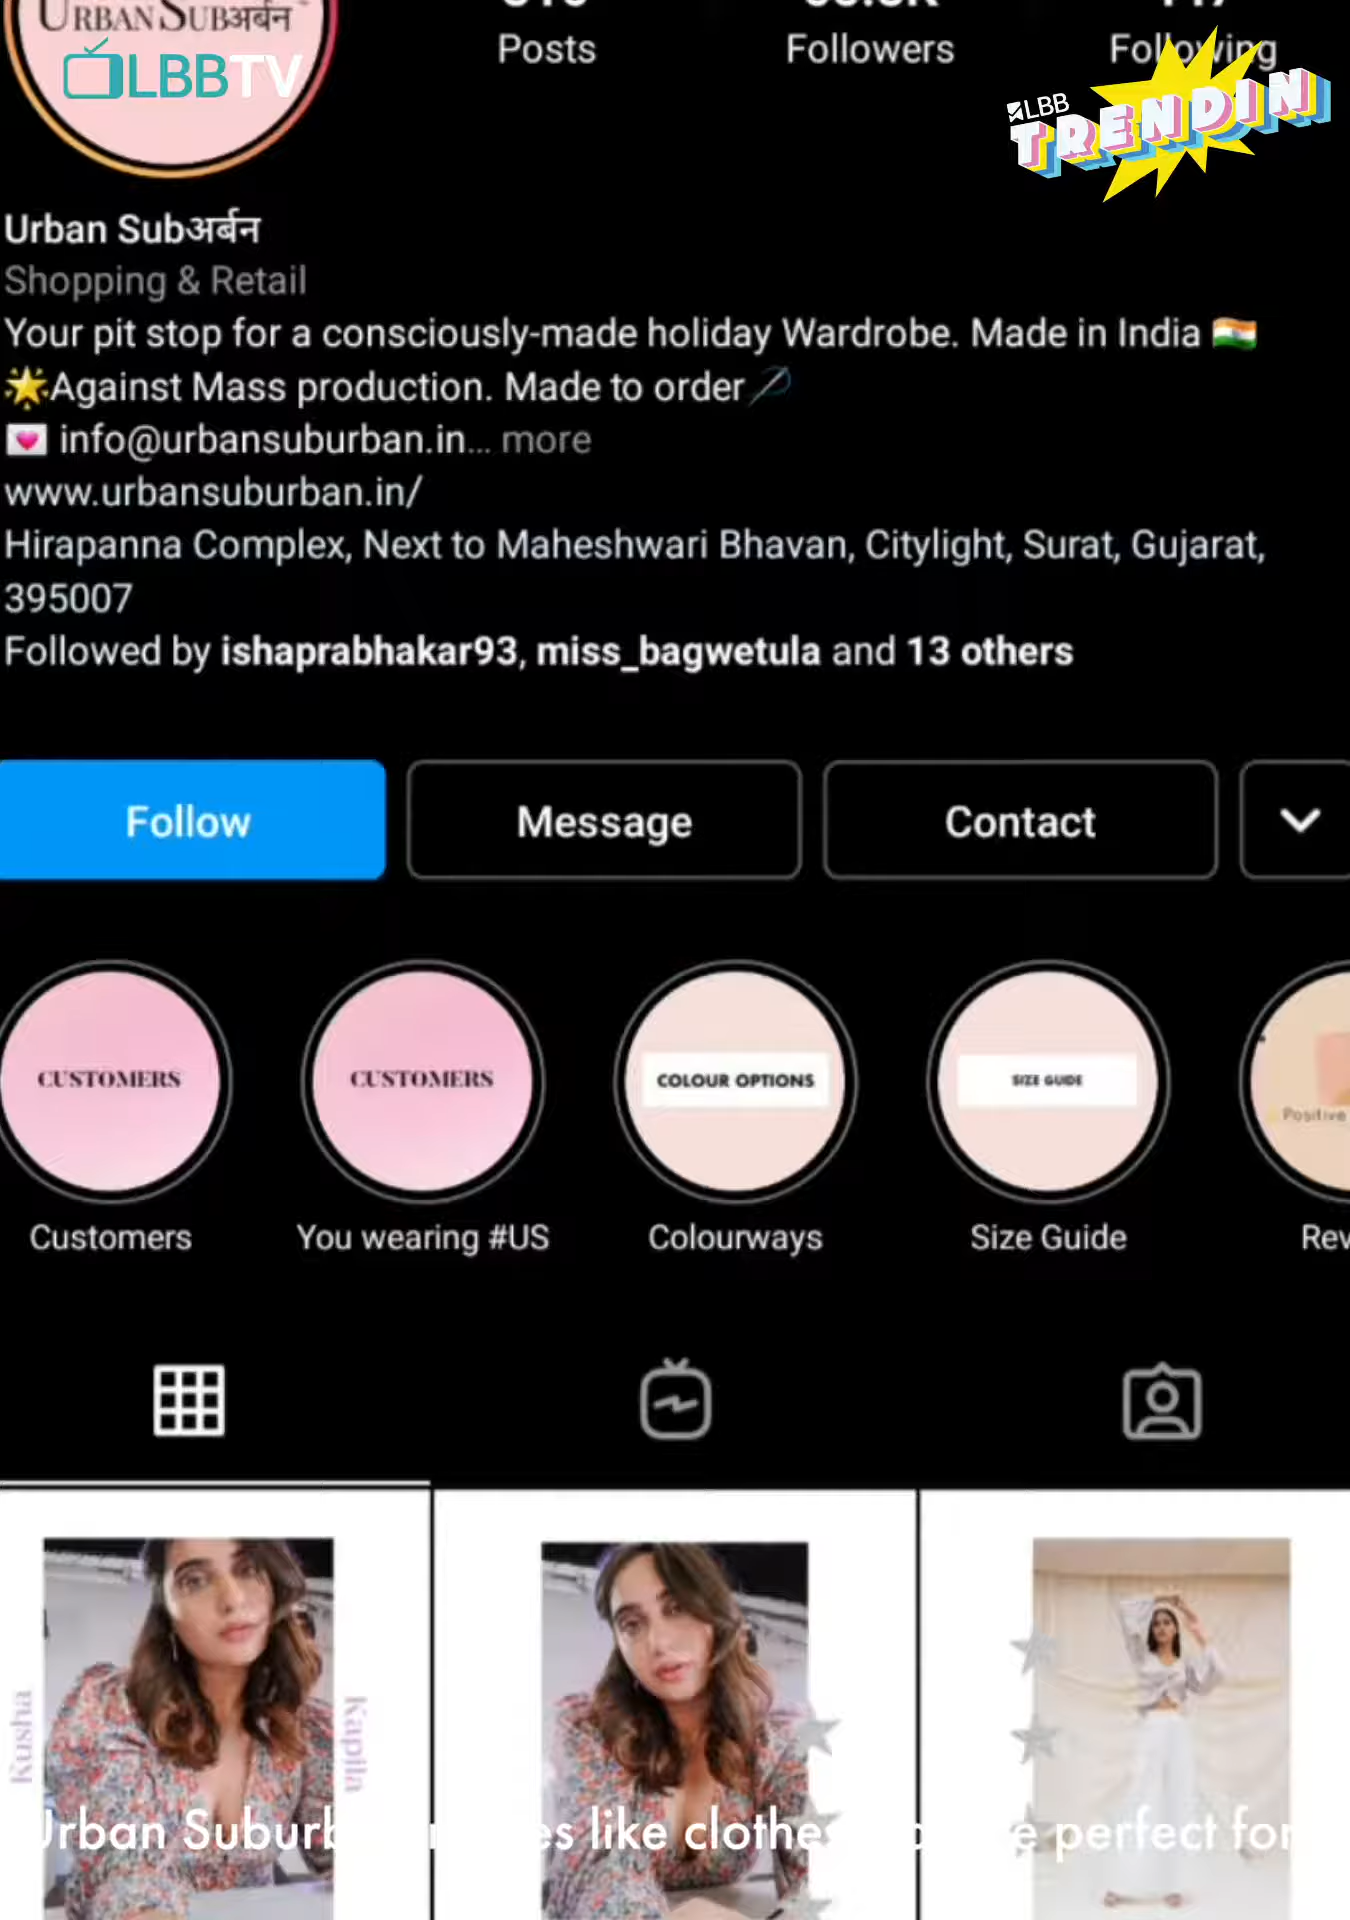 URBAN SUBअर्बन
LBBTV
Posts
Followers
Following
LBB
TRENDIN
Urban Subअर्बन
Shopping & Retail
Your pit stop for a consciously-made holiday Wardrobe. Made in India 🇮🇳
🌟Against Mass production. Made to order🪡
💌 info@urbansuburban.in... more
www.urbansuburban.in/
Hirapanna Complex, Next to Maheshwari Bhavan, Citylight, Surat, Gujarat,
395007
Followed by ishaprabhakar93, miss_bagwetula and 13 others
Follow
Message
Contact
CUSTOMERS
CUSTOMERS
COLOUR OPTIONS
SIZE GUIDE
Positive
Customers
You wearing #US
Colourways
Size Guide
Rev
Kusha
Kapila
Urban like perfect for